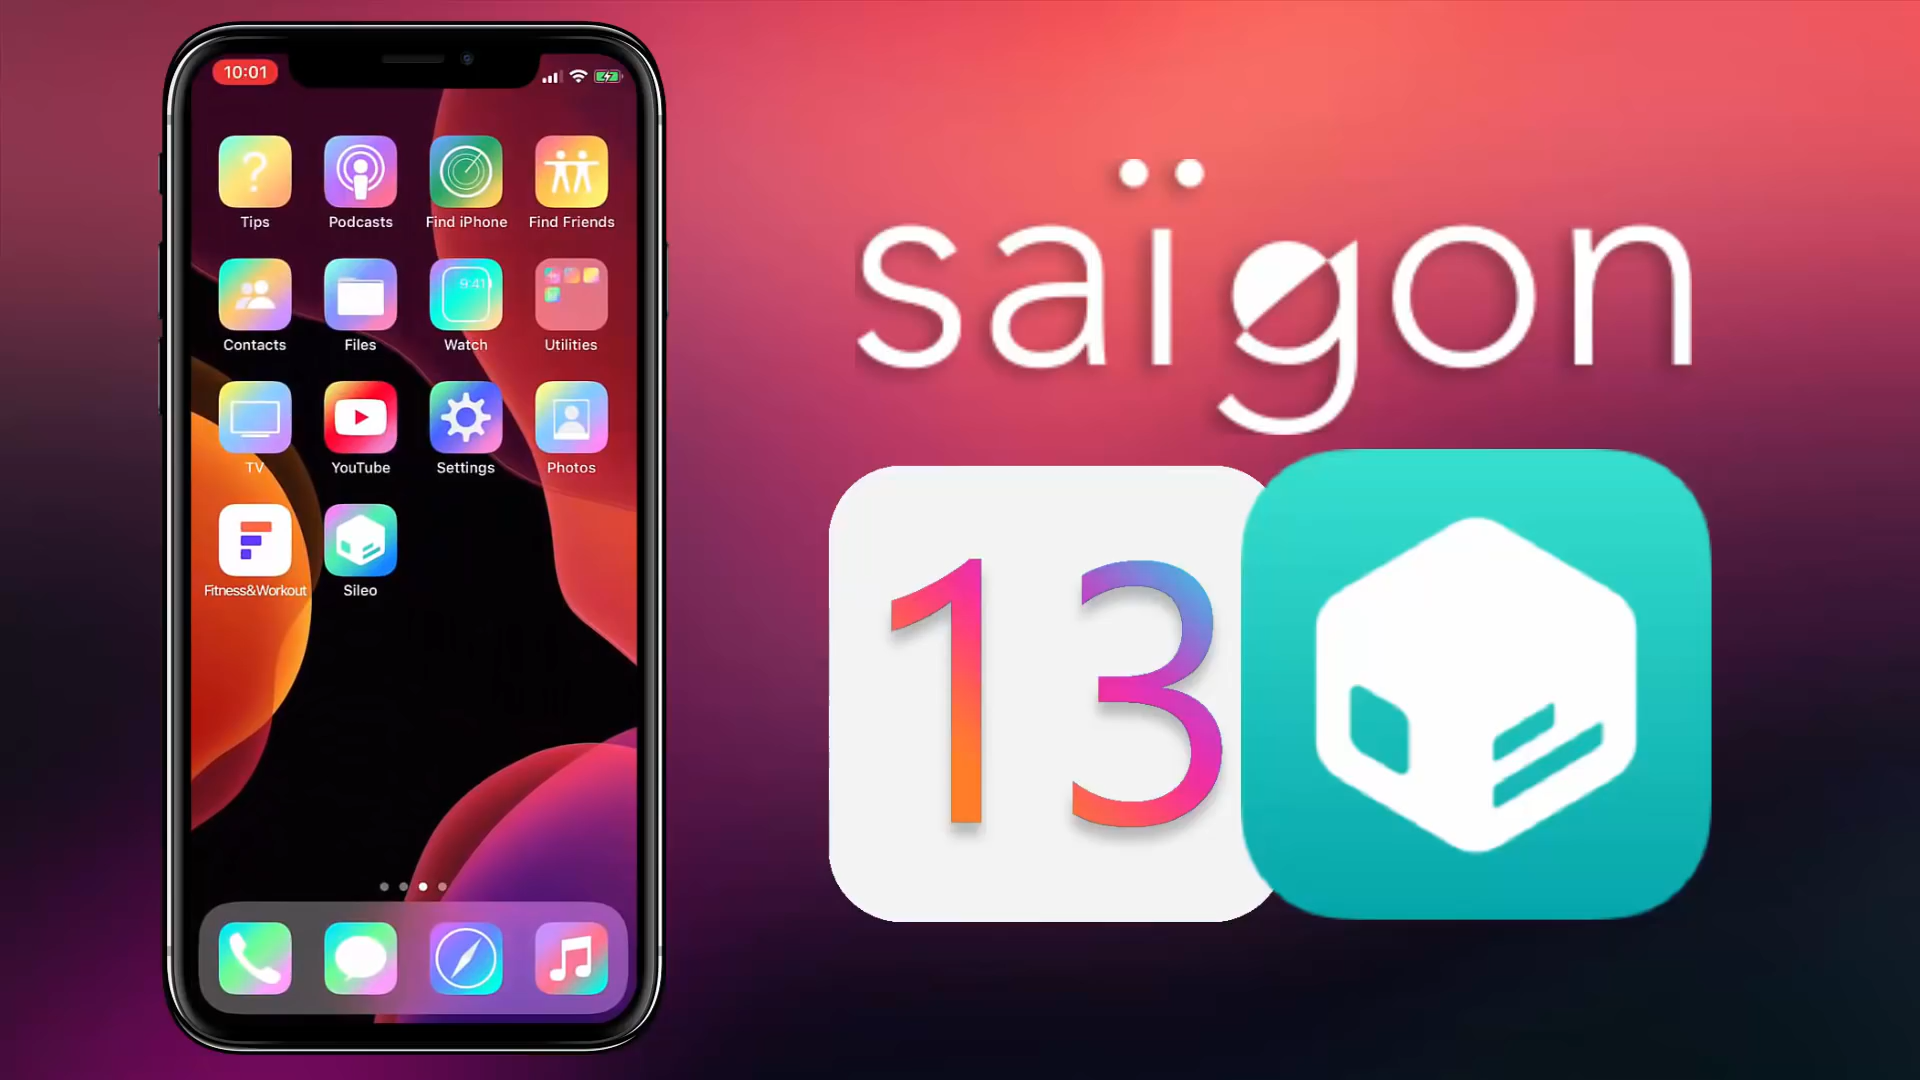 10:01
?
Tips
Podcasts
Find iPhone
Find Friends
9:41
Contacts
Files
Watch
Utilities
TV
YouTube
Settings
Photos
F
Fitness&Workout
Sileo
saïgon
13